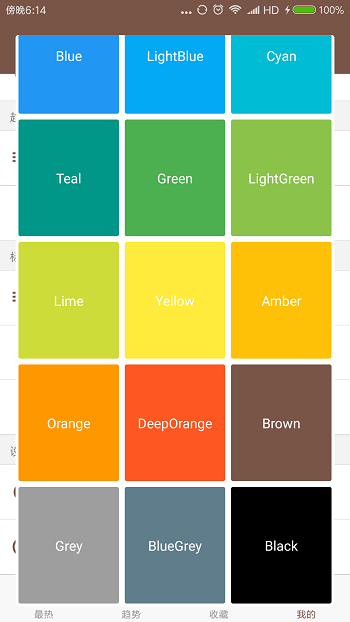 傍晚6:14 ... HD 100%
Blue LightBlue Cyan
Teal Green LightGreen
Lime Yellow Amber
Orange DeepOrange Brown
Grey BlueGrey Black
最热 趋势 收藏 我的